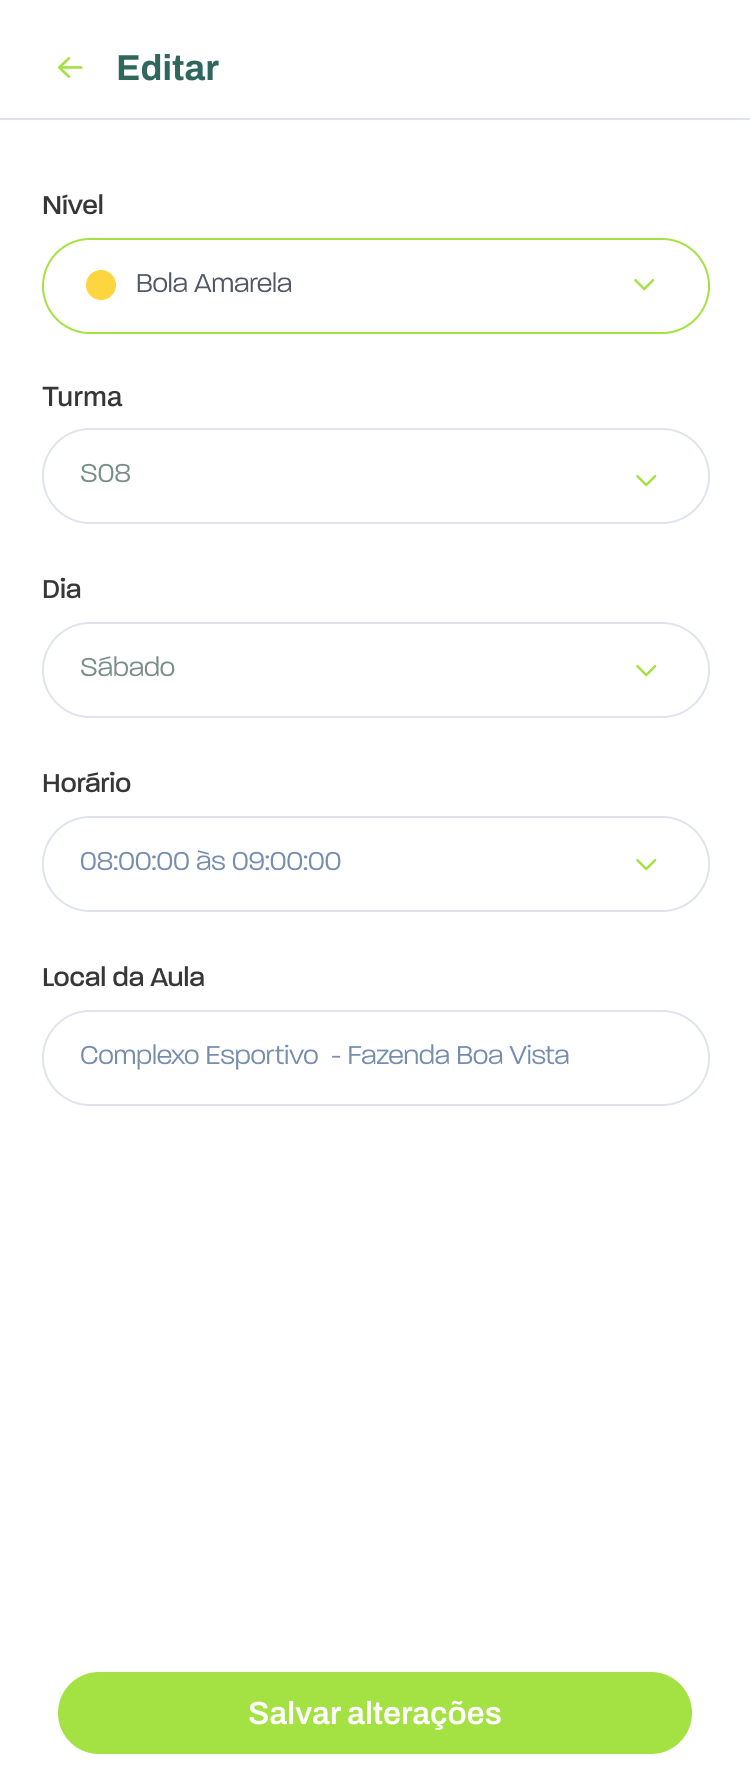 Editar
Nível
Bola Amarela
Turma
S08
Dia
Sábado
Horário
08:00:00 às 09:00:00
Local da Aula
Complexo Esportivo  - Fazenda Boa Vista
Salvar alterações